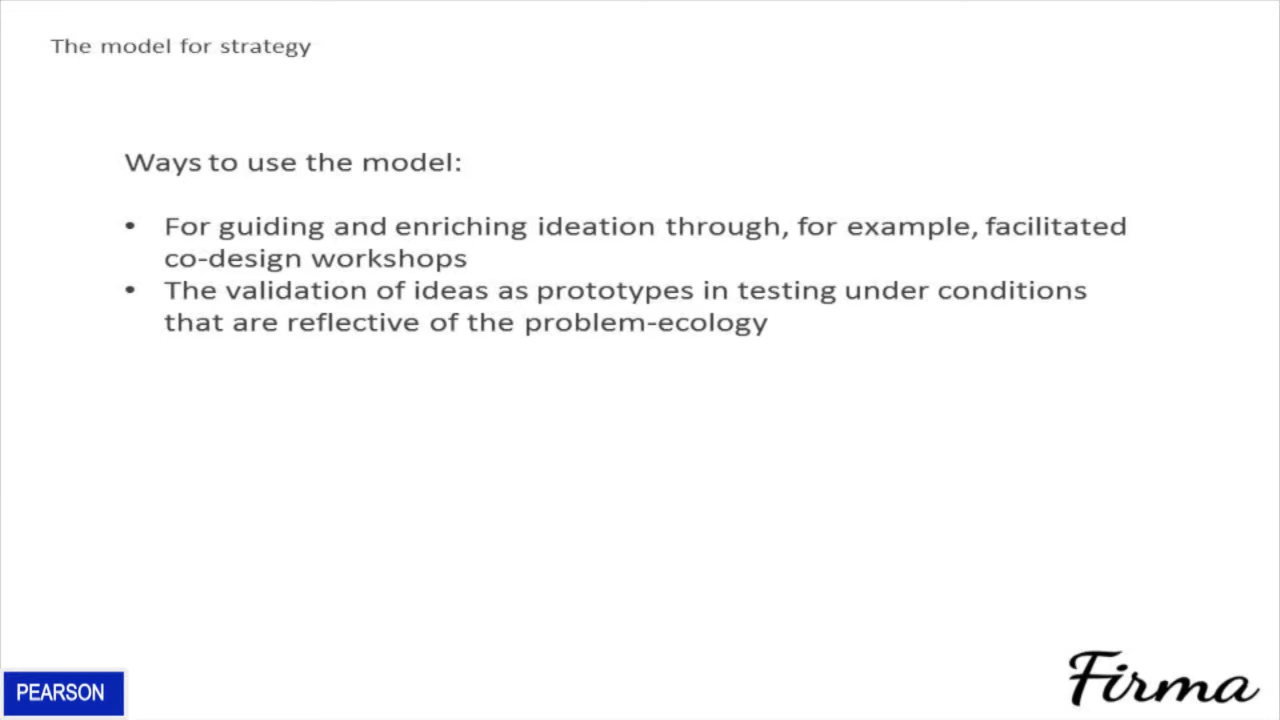 The model for strategy
Ways to use the model:
• For guiding and enriching ideation through, for example, facilitated
co-design workshops
• The validation of ideas as prototypes in testing under conditions
that are reflective of the problem-ecology
PEARSON
Firma